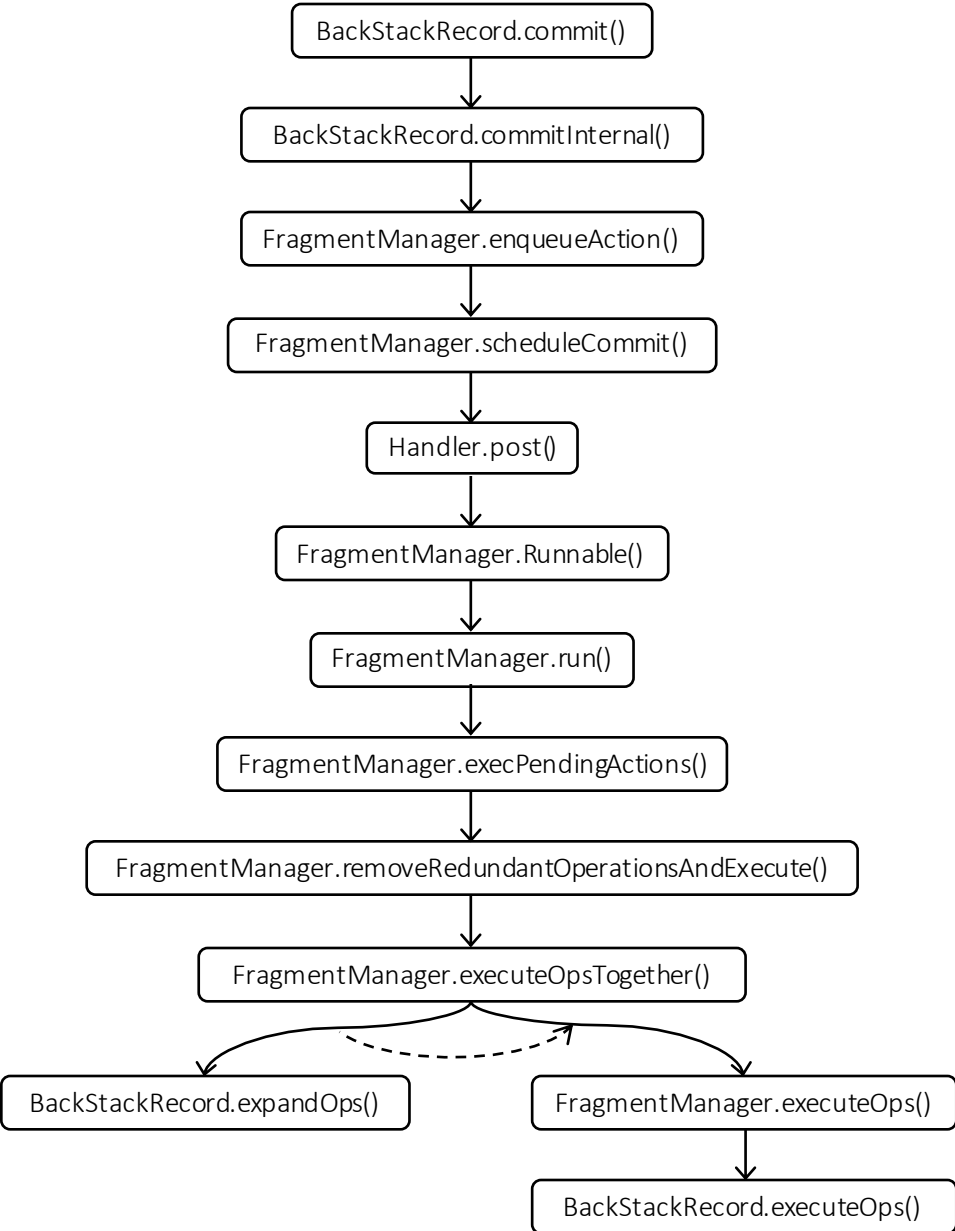 BackStackRecord.commit()
BackStackRecord.commitInternal()
FragmentManager.enqueueAction()
FragmentManager.scheduleCommit()
Handler.post()
FragmentManager.Runnable()
FragmentManager.run()
FragmentManager.execPendingActions()
FragmentManager.removeRedundantOperationsAndExecute()
FragmentManager.executeOpsTogether()
BackStackRecord.expandOps()
FragmentManager.executeOps()
BackStackRecord.executeOps()